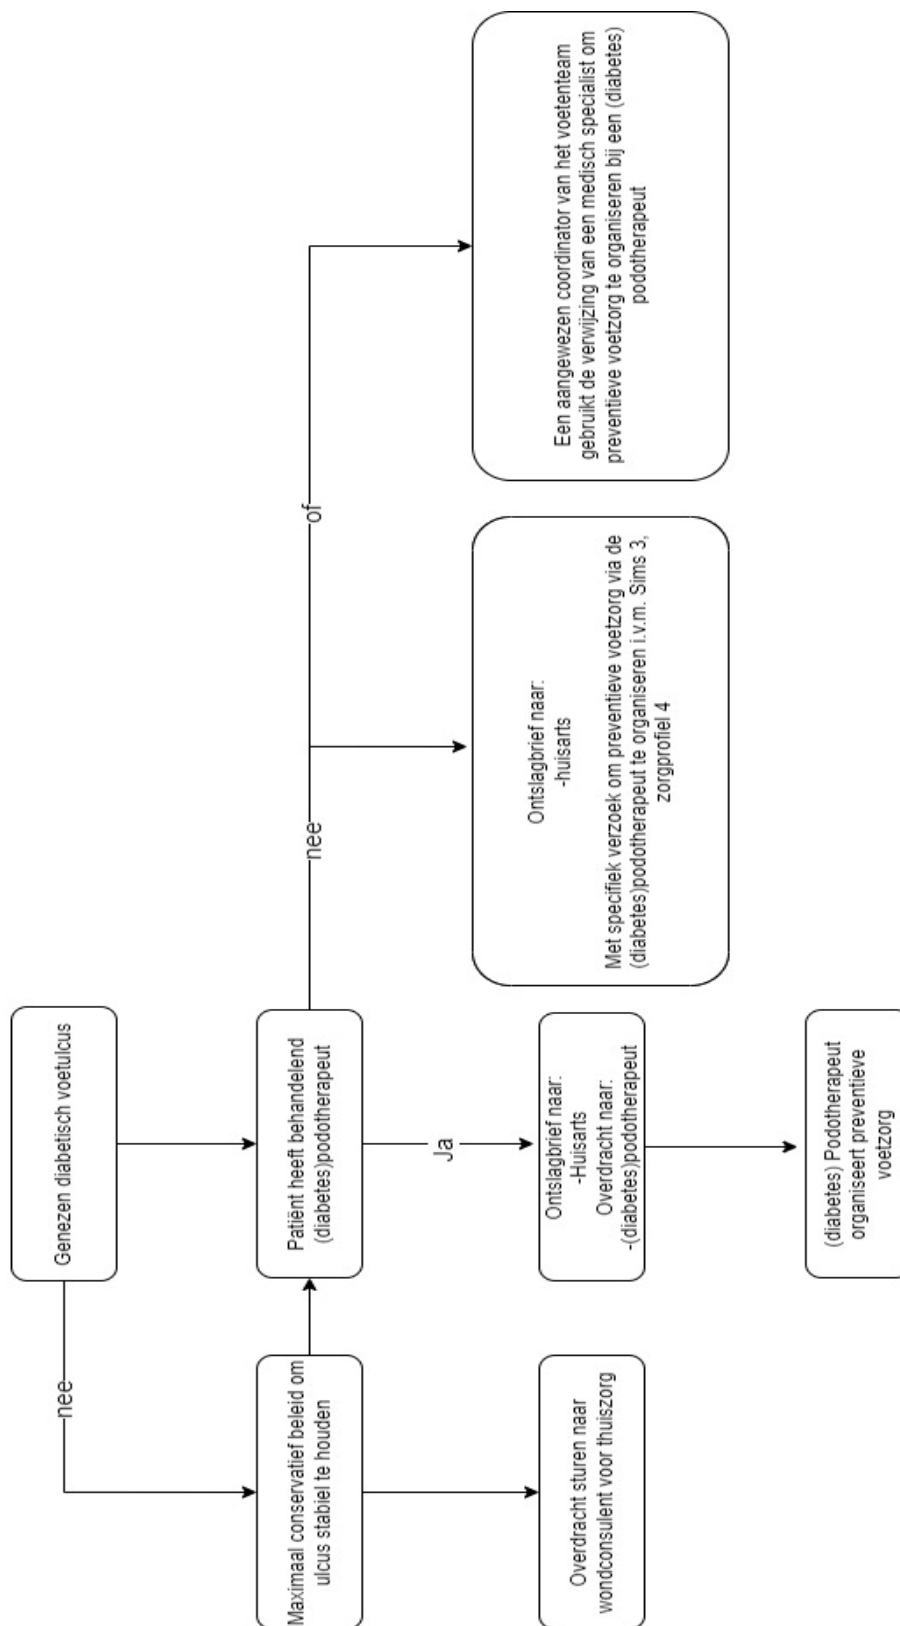 Genezen diabetisch voetulcus
nee
Maximaal conservatief beleid om
ulcus stabiel te houden
Patiënt heeft behandelend
(diabetes)podotherapeut
nee
of
Ja
Overdracht sturen naar
wondconsulent voor thuiszorg
Ontslagbrief naar:
-Huisarts
Overdracht naar:
-(diabetes)podotherapeut
Ontslagbrief naar:
-huisarts
Met specifiek verzoek om preventieve voetzorg via de
(diabetes)podotherapeut te organiseren i.v.m. Sims 3,
zorgprofiel 4
Een aangewezen coordinator van het voetenteam
gebruikt de verwijzing van een medisch specialist om
preventieve voetzorg te organiseren bij een (diabetes)
podotherapeut
(diabetes) Podotherapeut
organiseert preventieve
voetzorg